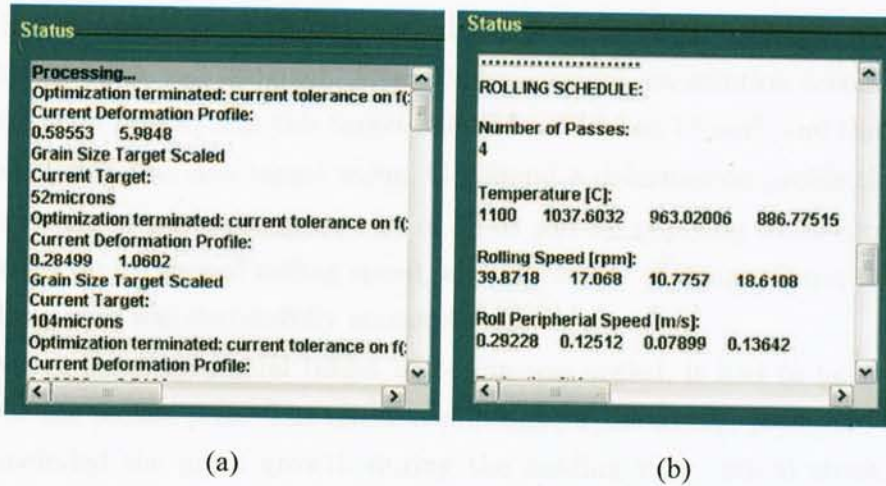 Status
Processing...
Optimization terminated: current tolerance on f(:
Current Deformation Profile:
0.58553 5.9848
Grain Size Target Scaled
Current Target:
52microns
Optimization terminated: current tolerance on f(:
Current Deformation Profile:
0.28499 1.0602
Grain Size Target Scaled
Current Target:
104microns
Optimization terminated: current tolerance on f(:
Current Deformation Profile:
(a)
Status
********************
ROLLING SCHEDULE:
Number of Passes:
4
Temperature [C]:
1100 1037.6032 963.02006 886.77515
Rolling Speed [rpm]:
39.8718 17.068 10.7757 18.6108
Roll Peripherial Speed [m/s]:
0.29228 0.12512 0.07899 0.13642
(b)